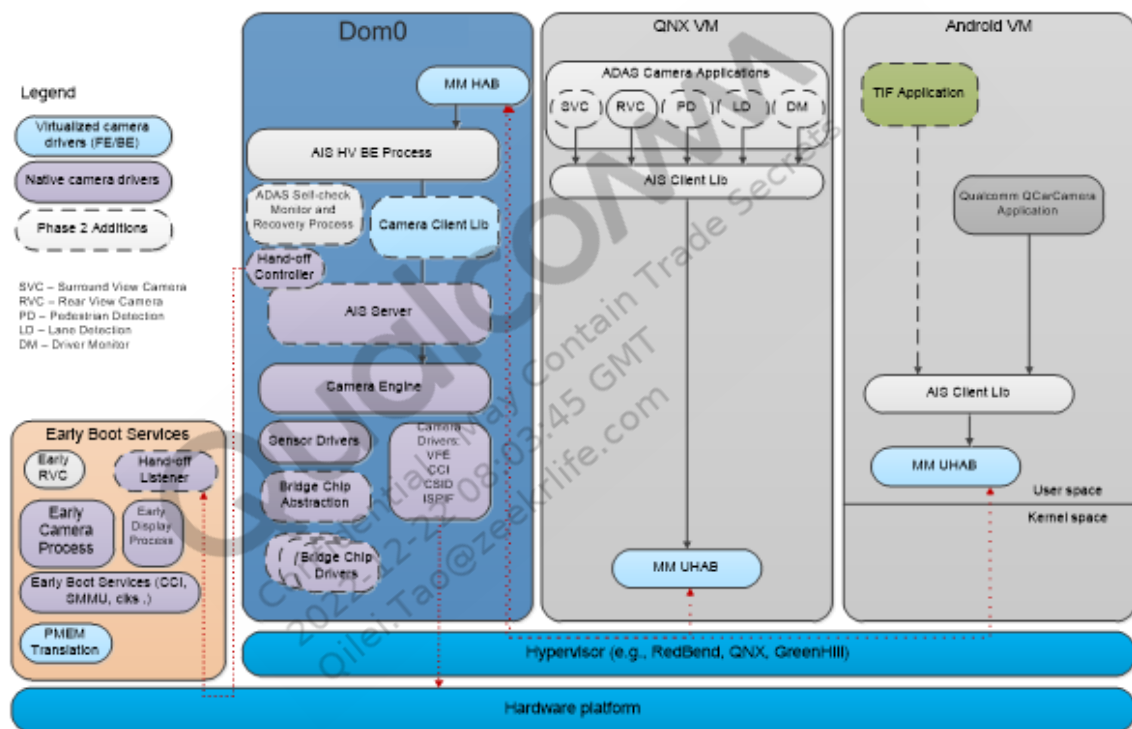 Dom0
QNX VM
Android VM
MM HAB
ADAS Camera Applications
SVC
RVC
PD
LD
DM
TIF Application
Legend
Virtualized camera
drivers (FE/BE)
Native camera drivers
Phase 2 Additions
SVC – Surround View Camera
RVC – Rear View Camera
PD – Pedestrian Detection
LD – Lane Detection
DM – Driver Monitor
AIS HV BE Process
ADAS Self-check
Monitor and
Recovery Process
Camera Client Lib
Hand-off
Controller
AIS Server
Camera Engine
Sensor Drivers
Bridge Chip
Abstraction
Bridge Chip
Drivers
Camera
Drivers:
VFE
CCI
CSID
ISPIF
AIS Client Lib
MM UHAB
Qualcomm QCarCamera
Application
AIS Client Lib
MM UHAB
User space
Kernel space
Early Boot Services
Early
RVC
Hand-off
Listener
Early
Camera
Process
Early
Display
Process
Early Boot Services (CCI,
SMMU, clks .)
PMEM
Translation
Hypervisor (e.g., RedBend, QNX, GreenHill)
Hardware platform
Qualcomm
Confidential - May Contain Trade Secrets
2022-12-22 08:03:45 GMT
Qilei.Tao@zeekrlife.com